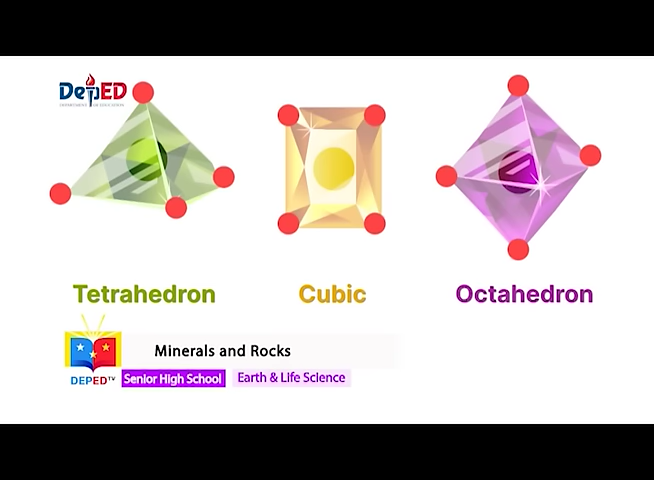 DepED
DEPARTMENT OF EDUCATION
Tetrahedron
Cubic
Octahedron
Minerals and Rocks
DEPED TV
Senior High School
Earth & Life Science